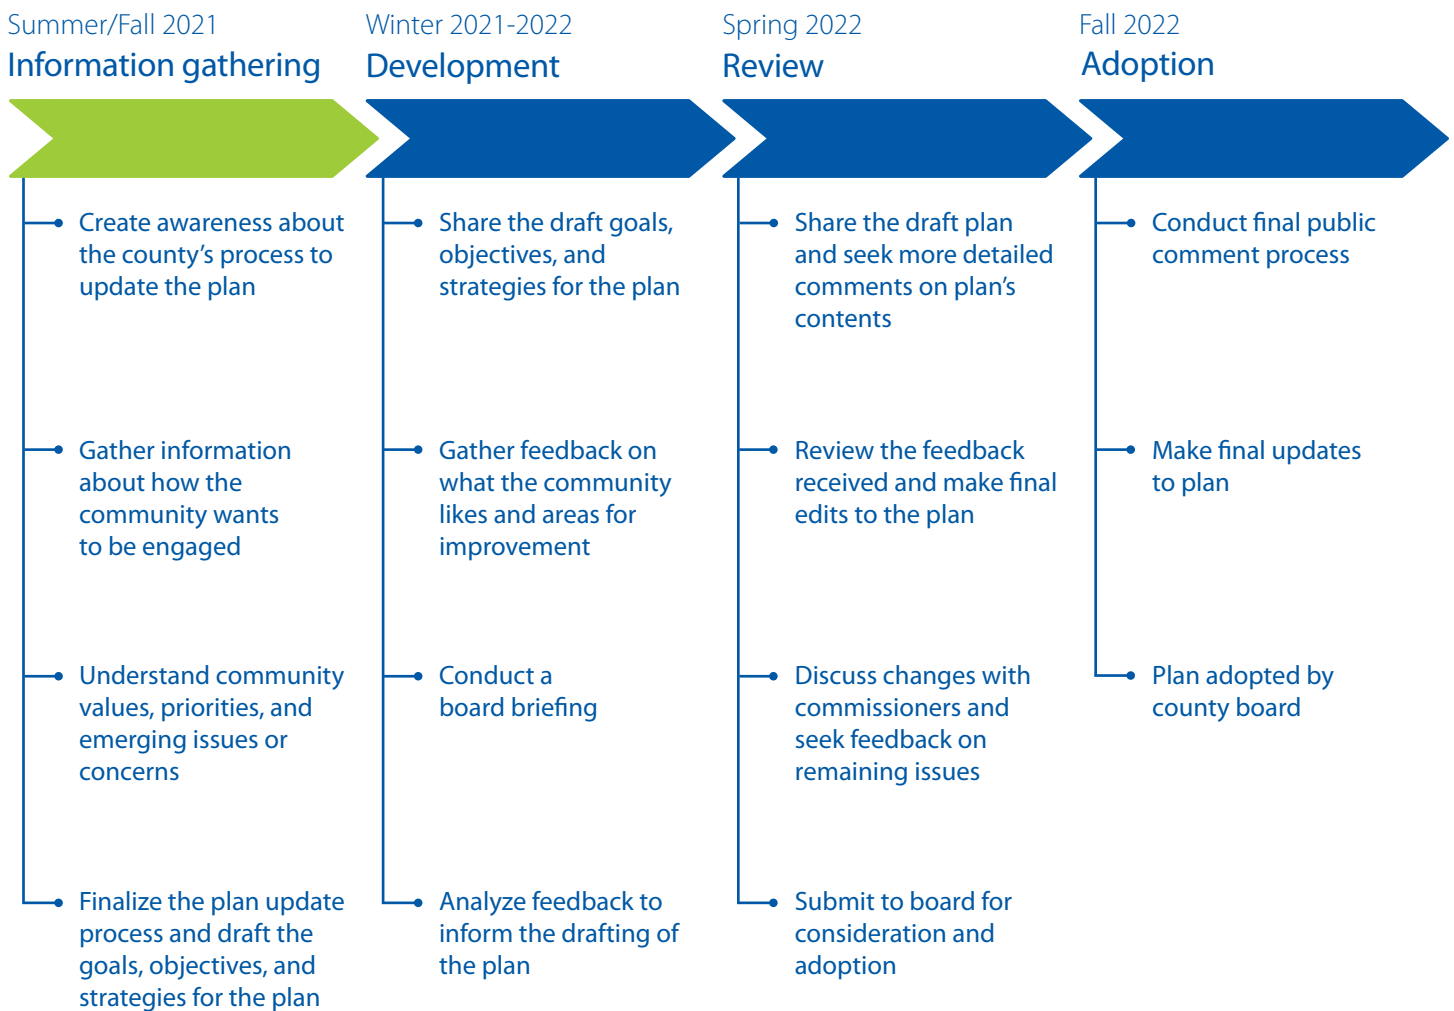 Summer/Fall 2021
Information gathering
Create awareness about
the county's process to
update the plan
Gather information
about how the
community wants
to be engaged
Understand community
values, priorities, and
emerging issues or
concerns
Finalize the plan update
process and draft the
goals, objectives, and
strategies for the plan
Winter 2021-2022
Development
Share the draft goals,
objectives, and
strategies for the plan
Gather feedback on
what the community
likes and areas for
improvement
Conduct a
board briefing
Analyze feedback to
inform the drafting of
the plan
Spring 2022
Review
Share the draft plan
and seek more detailed
comments on plan's
contents
Review the feedback
received and make final
edits to the plan
Discuss changes with
commissioners and
seek feedback on
remaining issues
Submit to board for
consideration and
adoption
Fall 2022
Adoption
Conduct final public
comment process
Make final updates
to plan
Plan adopted by
county board